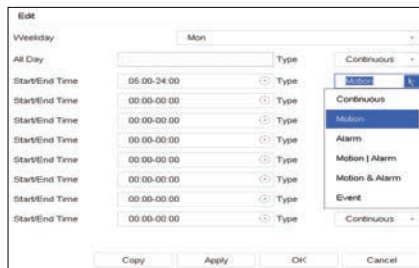 Edit
Weekday Mon
All Day Type Continuous
Start/End Time 05:00-24:00 Type Motion
Start/End Time 00:00-00:00 Type Continuous
Start/End Time 00:00-00:00 Type Motion
Start/End Time 00:00-00:00 Type Alarm
Start/End Time 00:00-00:00 Type Motion | Alarm
Start/End Time 00:00-00:00 Type Motion & Alarm
Start/End Time 00:00-00:00 Type Event
Start/End Time 00:00-00:00 Type Continuous
Copy Apply OK Cancel